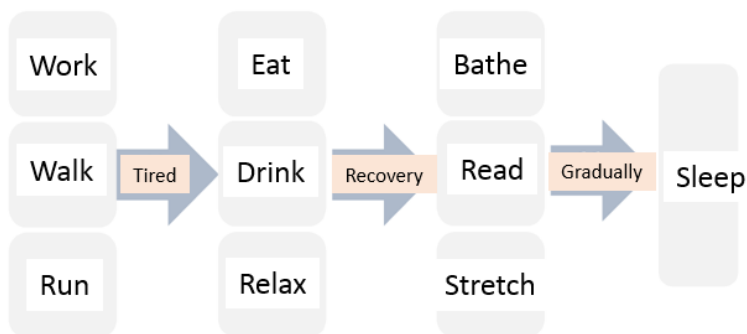 Work
Walk
Run
Tired
Eat
Drink
Relax
Recovery
Bathe
Read
Stretch
Gradually
Sleep